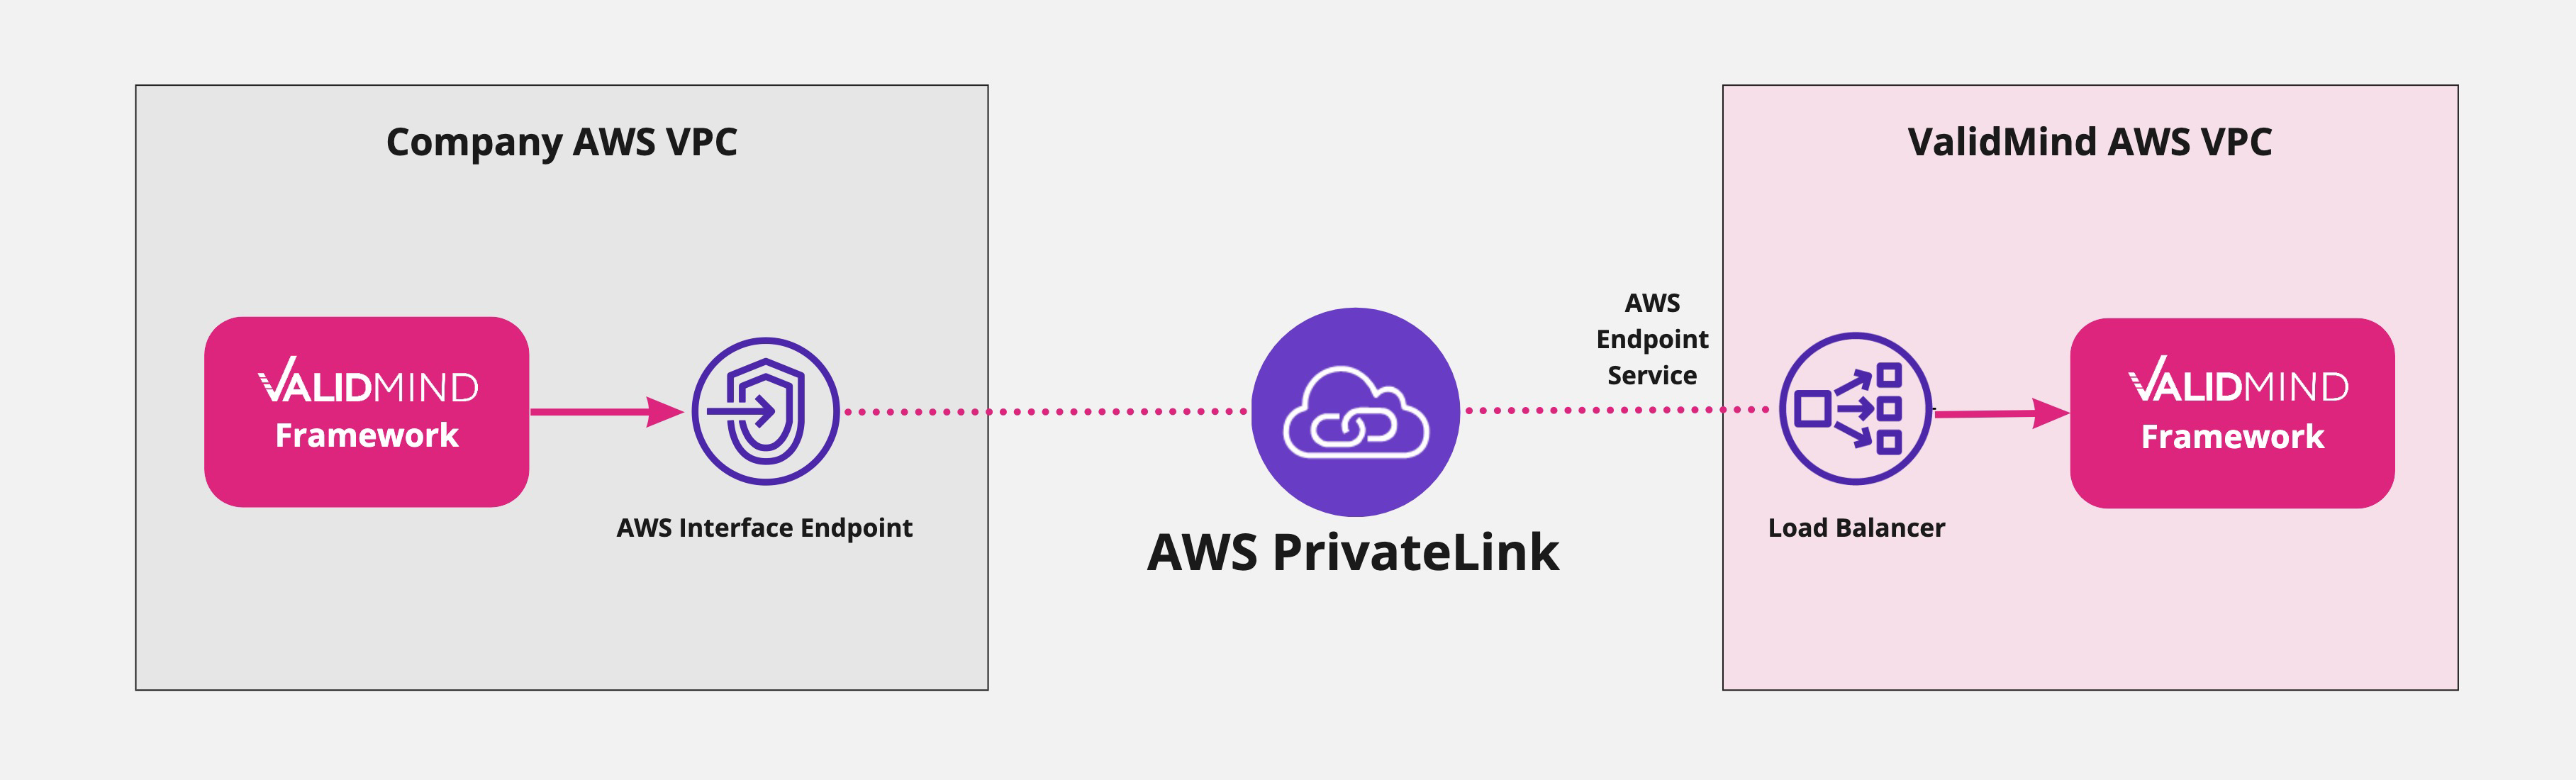 Company AWS VPC
VALIDMIND
Framework
AWS Interface Endpoint
AWS PrivateLink
AWS
Endpoint
Service
ValidMind AWS VPC
Load Balancer
VALIDMIND
Framework